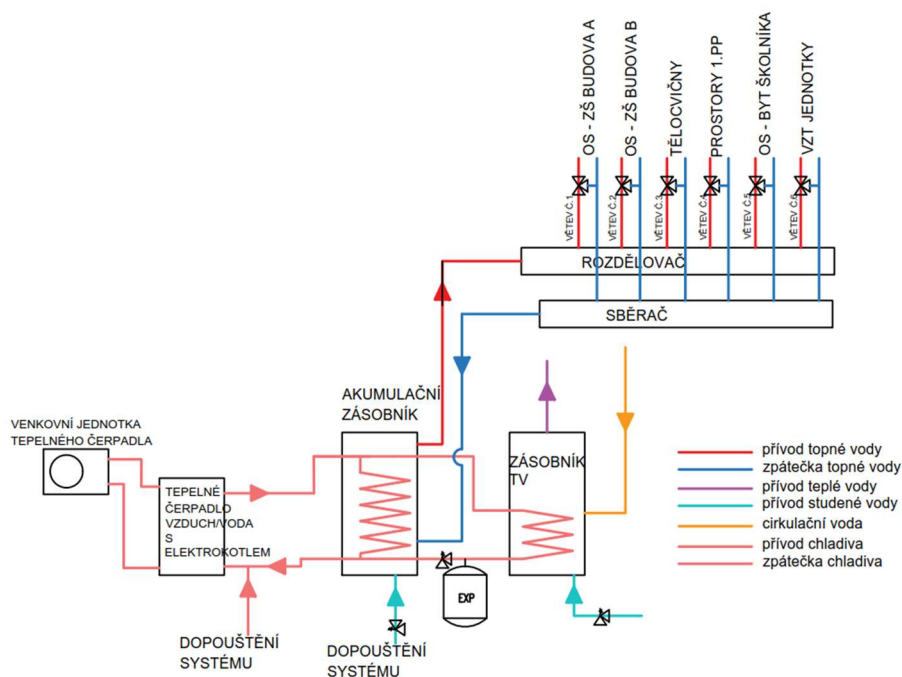 OS - ZŠ BUDOVA A
OS - ZŠ BUDOVA B
TĚLOCVIČNY
PROSTORY 1.PP
OS - BYT ŠKOLNÍKA
VZT JEDNOTKY
VĚTEV Č.1
VĚTEV Č.2
VĚTEV Č.3
VĚTEV Č.4
VĚTEV Č.5
VĚTEV Č.6
ROZDĚLOVAČ
SBĚRAČ
AKUMULAČNÍ
ZÁSOBNÍK
VENKOVNÍ JEDNOTKA
TEPELNÉHO ČERPADLA
TEPELNÉ
ČERPADLO
VZDUCH/VODA
S
ELEKTROKOTLEM
ZÁSOBNÍK
TV
EXP
DOPOUŠTĚNÍ
SYSTÉMU
DOPOUŠTĚNÍ
SYSTÉMU
přívod topné vody
zpátečka topné vody
přívod teplé vody
přívod studené vody
cirkulační voda
přívod chladiva
zpátečka chladiva